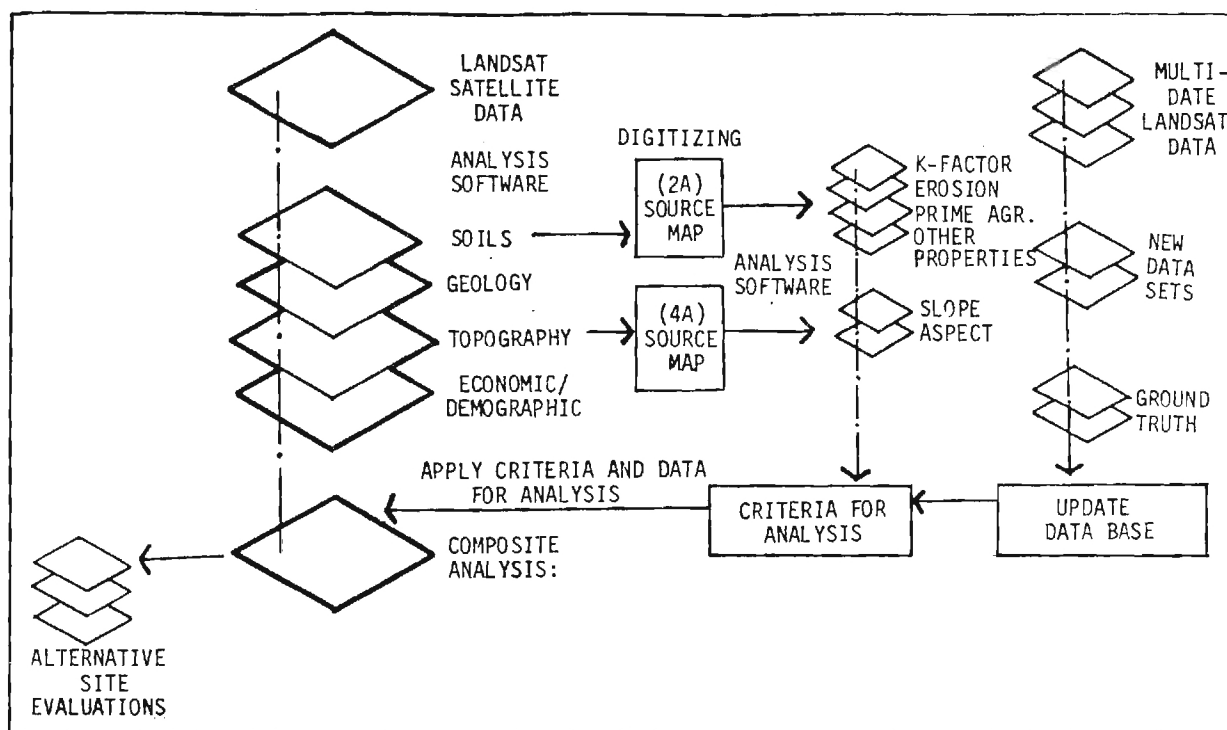 LANDSAT
SATELLITE
DATA
ANALYSIS
SOFTWARE
SOILS
GEOLOGY
TOPOGRAPHY
ECONOMIC/
DEMOGRAPHIC
DIGITIZING
(2A)
SOURCE
MAP
(4A)
SOURCE
MAP
ANALYSIS
SOFTWARE
K-FACTOR
EROSION
PRIME AGR.
OTHER
PROPERTIES
SLOPE
ASPECT
MULTI-
DATE
LANDSAT
DATA
NEW
DATA
SETS
GROUND
TRUTH
UPDATE
DATA BASE
CRITERIA FOR
ANALYSIS
APPLY CRITERIA AND DATA
FOR ANALYSIS
COMPOSITE
ANALYSIS:
ALTERNATIVE
SITE
EVALUATIONS